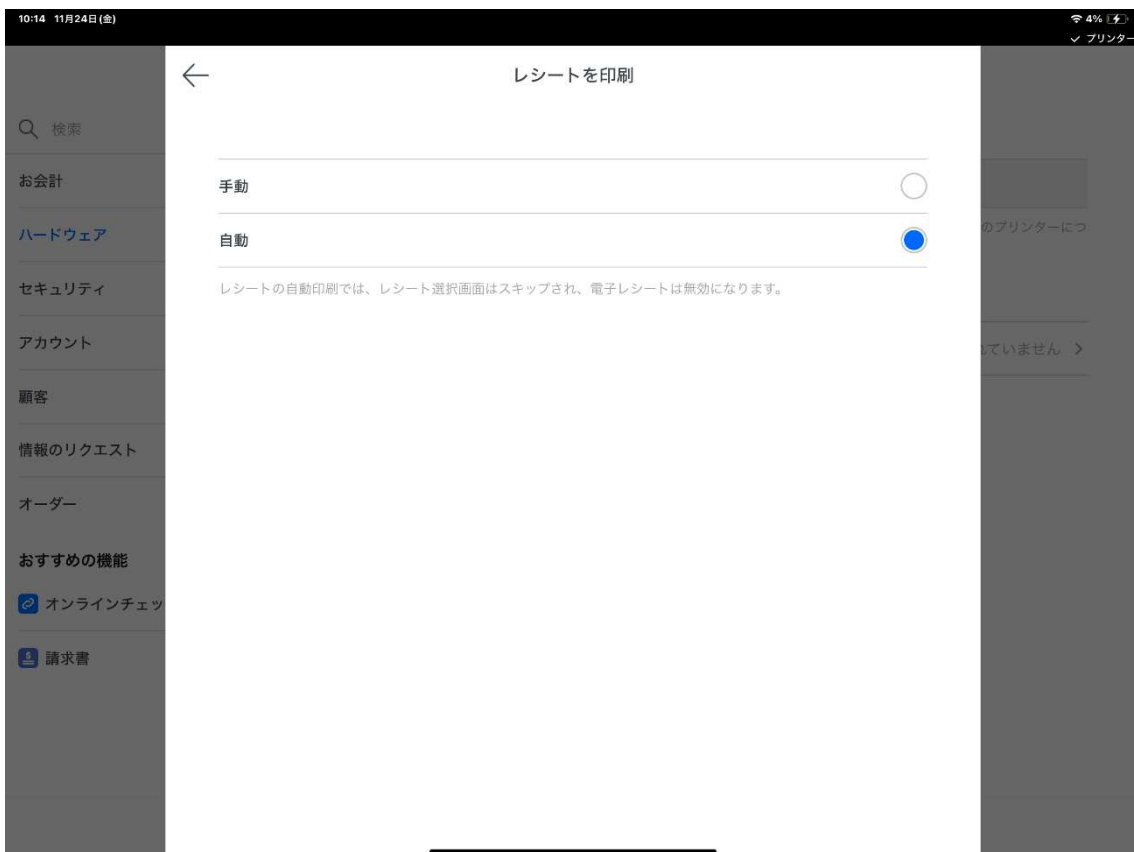 10:14 11月24日(金)
4%
プリンター
レシートを印刷
検索
お会計
手動
ハードウェア
自動
のプリンターにつ
セキュリティ
レシートの自動印刷では、レシート選択画面はスキップされ、電子レシートは無効になります。
アカウント
れていません
顧客
情報のリクエスト
オーダー
おすすめの機能
オンラインチェッ
請求書